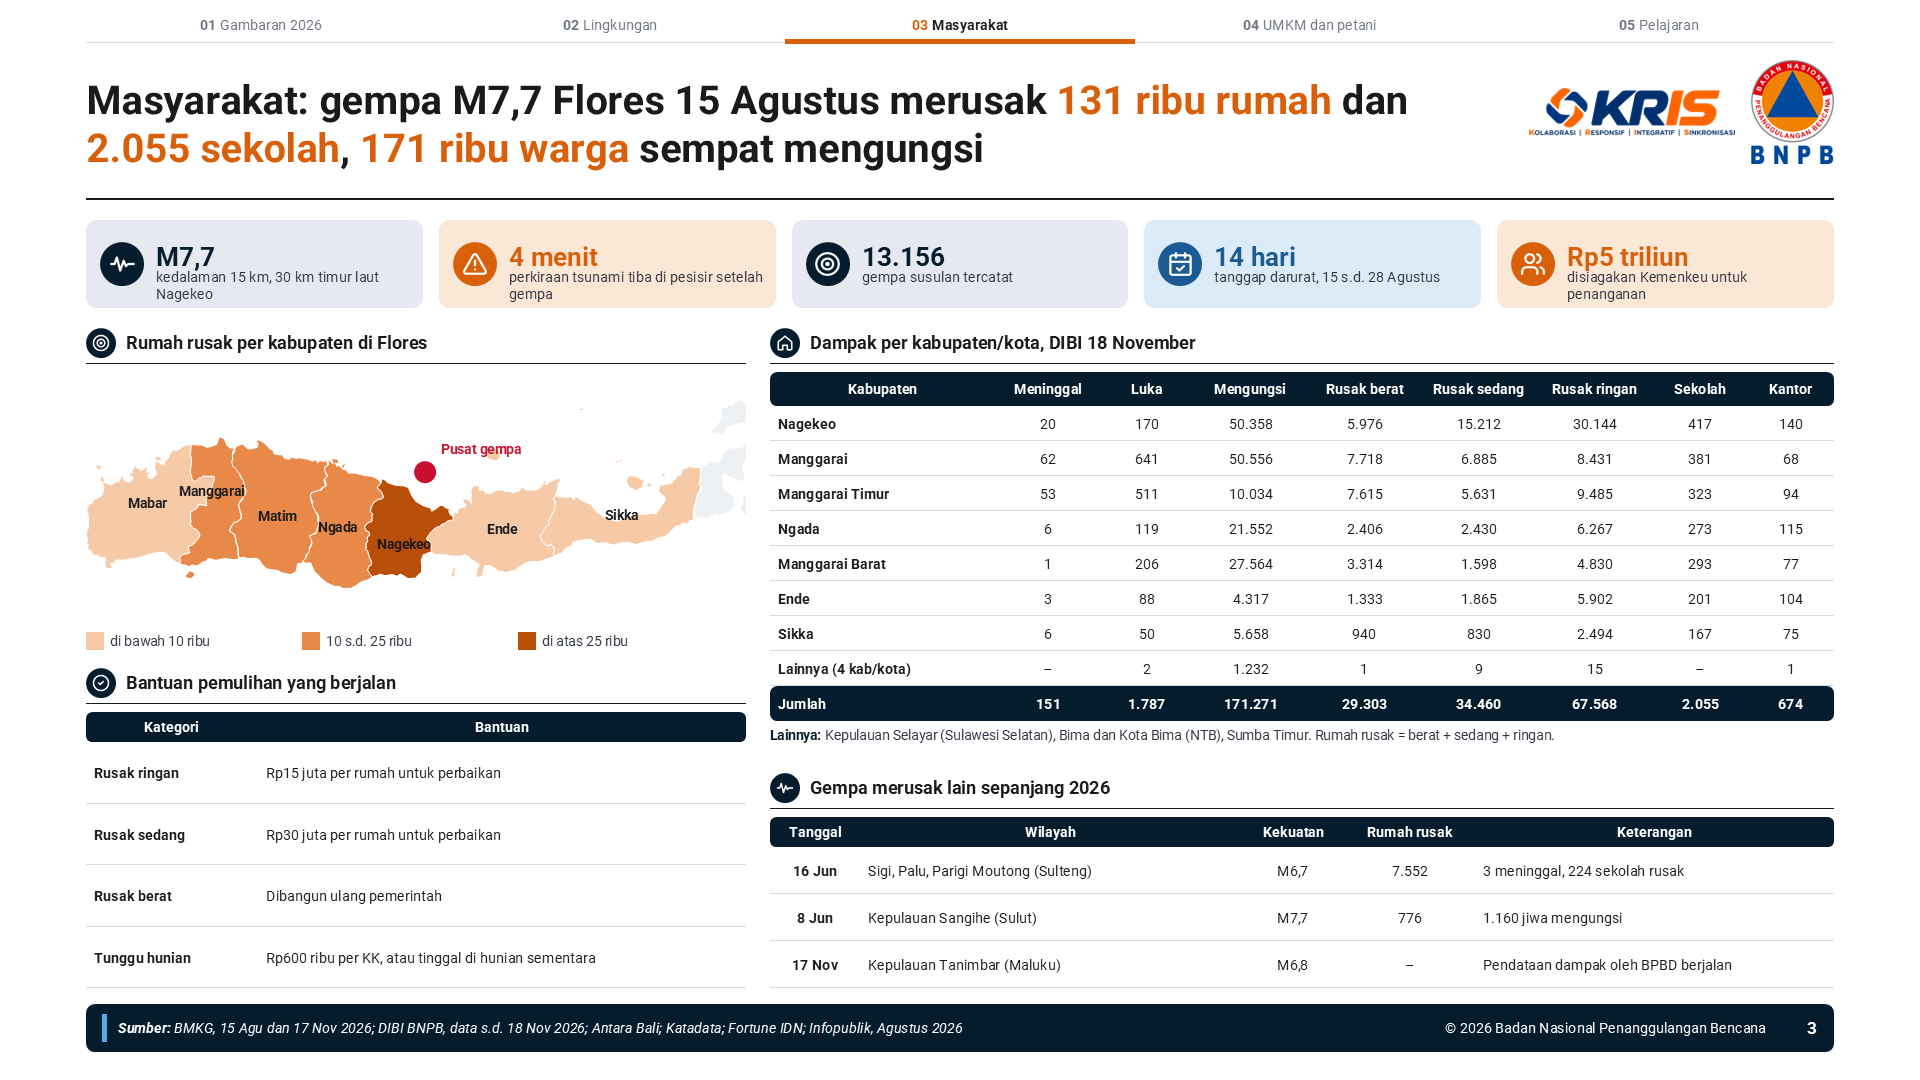 01 Gambaran 2026
02 Lingkungan
03 Masyarakat
04 UMKM dan petani
05 Pelajaran
Masyarakat: gempa M7,7 Flores 15 Agustus merusak 131 ribu rumah dan
2.055 sekolah, 171 ribu warga sempat mengungsi
KRIS
KOLABORASI | RESPONSIF | INTEGRATIF | SINKRONISASI
BADAN NASIONAL
PENANGGULANGAN BENCANA
BNPB
M7,7
kedalaman 15 km, 30 km timur laut
Nagekeo
4 menit
perkiraan tsunami tiba di pesisir setelah
gempa
13.156
gempa susulan tercatat
14 hari
tanggap darurat, 15 s.d. 28 Agustus
Rp5 triliun
disiagakan Kemenkeu untuk
penanganan
Rumah rusak per kabupaten di Flores
Pusat gempa
Mabar
Manggarai
Matim
Ngada
Nagekeo
Ende
Sikka
di bawah 10 ribu
10 s.d. 25 ribu
di atas 25 ribu
Bantuan pemulihan yang berjalan
Kategori Bantuan
Rusak ringan Rp15 juta per rumah untuk perbaikan
Rusak sedang Rp30 juta per rumah untuk perbaikan
Rusak berat Dibangun ulang pemerintah
Tunggu hunian Rp600 ribu per KK, atau tinggal di hunian sementara
Dampak per kabupaten/kota, DIBI 18 November
Kabupaten Meninggal Luka Mengungsi Rusak berat Rusak sedang Rusak ringan Sekolah Kantor
Nagekeo 20 170 50.358 5.976 15.212 30.144 417 140
Manggarai 62 641 50.556 7.718 6.885 8.431 381 68
Manggarai Timur 53 511 10.034 7.615 5.631 9.485 323 94
Ngada 6 119 21.552 2.406 2.430 6.267 273 115
Manggarai Barat 1 206 27.564 3.314 1.598 4.830 293 77
Ende 3 88 4.317 1.333 1.865 5.902 201 104
Sikka 6 50 5.658 940 830 2.494 167 75
Lainnya (4 kab/kota) – 2 1.232 1 9 15 – 1
Jumlah 151 1.787 171.271 29.303 34.460 67.568 2.055 674
Lainnya: Kepulauan Selayar (Sulawesi Selatan), Bima dan Kota Bima (NTB), Sumba Timur. Rumah rusak = berat + sedang + ringan.
Gempa merusak lain sepanjang 2026
Tanggal Wilayah Kekuatan Rumah rusak Keterangan
16 Jun Sigi, Palu, Parigi Moutong (Sulteng) M6,7 7.552 3 meninggal, 224 sekolah rusak
8 Jun Kepulauan Sangihe (Sulut) M7,7 776 1.160 jiwa mengungsi
17 Nov Kepulauan Tanimbar (Maluku) M6,8 – Pendataan dampak oleh BPBD berjalan
Sumber: BMKG, 15 Agu dan 17 Nov 2026; DIBI BNPB, data s.d. 18 Nov 2026; Antara Bali; Katadata; Fortune IDN; Infopublik, Agustus 2026
© 2026 Badan Nasional Penanggulangan Bencana 3